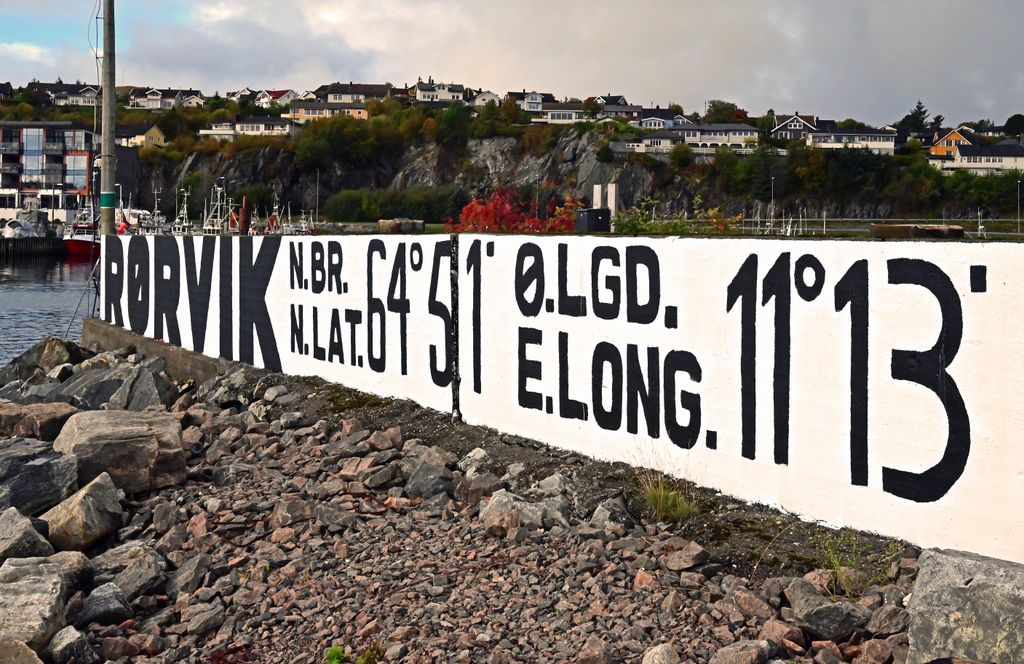 RØRVIK N.BR. 64°51' Ø.LGD. 11°13'
N.LAT. E.LONG.